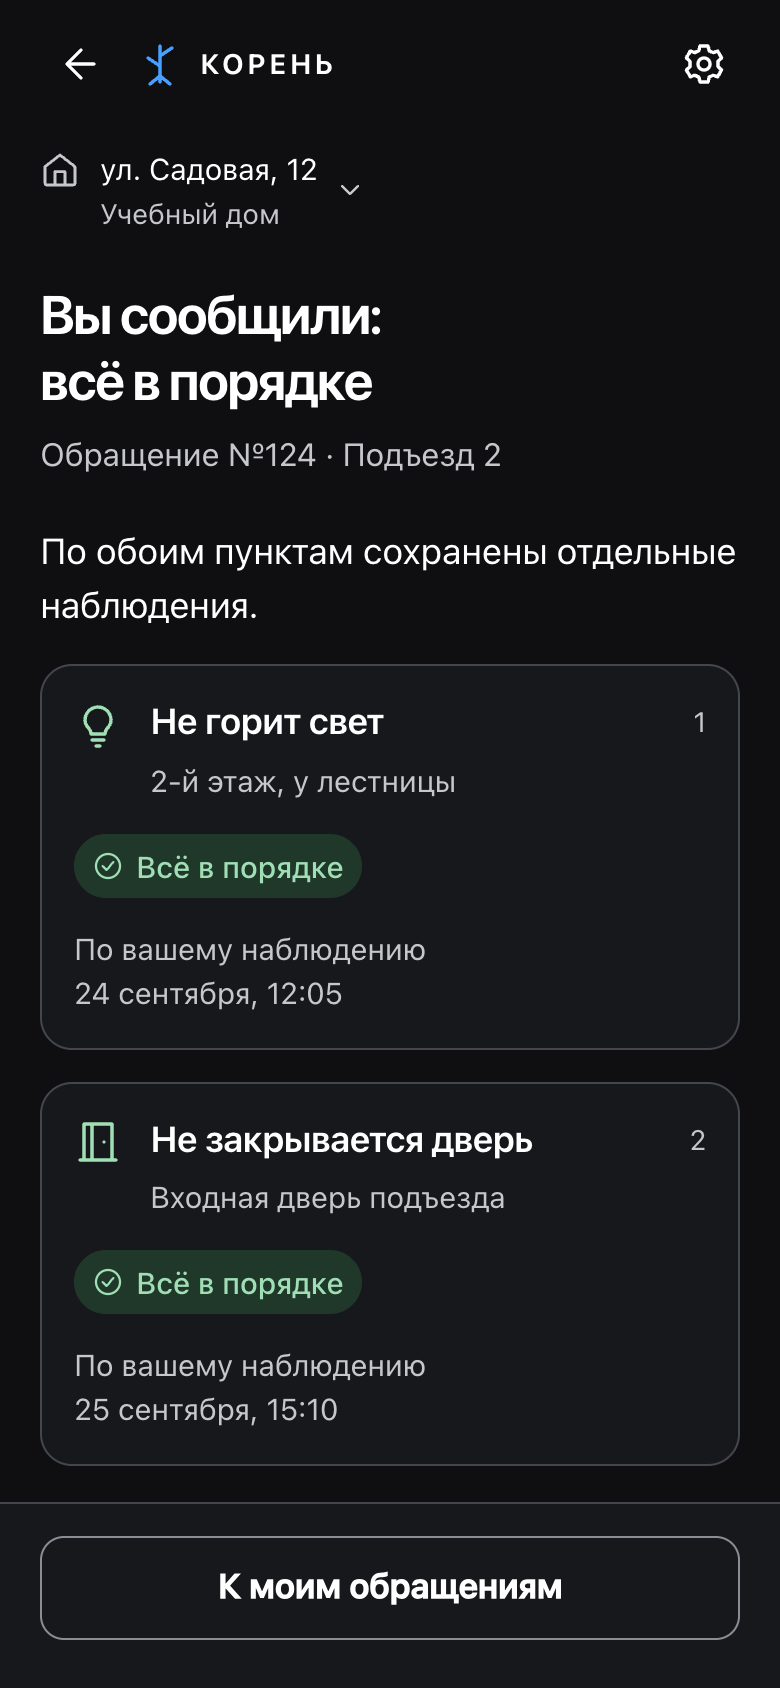 КОРЕНЬ
ул. Садовая, 12
Учебный дом
Вы сообщили:
всё в порядке
Обращение №124 · Подъезд 2
По обоим пунктам сохранены отдельные
наблюдения.
Не горит свет 1
2-й этаж, у лестницы
Всё в порядке
По вашему наблюдению
24 сентября, 12:05
Не закрывается дверь 2
Входная дверь подъезда
Всё в порядке
По вашему наблюдению
25 сентября, 15:10
К моим обращениям